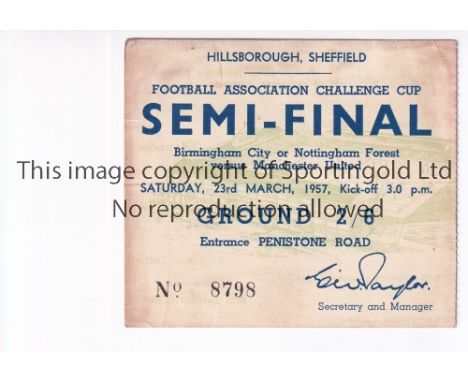 HILLSBOROUGH, SHEFFIELD
FOOTBALL ASSOCIATION CHALLENGE CUP
SEMI-FINAL
Birmingham City or Nottingham Forest
versus Manchester United
This image copyright of Sportingold Ltd
SATURDAY, 23rd MARCH, 1957, Kick-off 3.0 p.m.
No reproduction allowed
GROUND 2/6
Entrance PENISTONE ROAD
Nº 8798
Eric Taylor.
Secretary and Manager